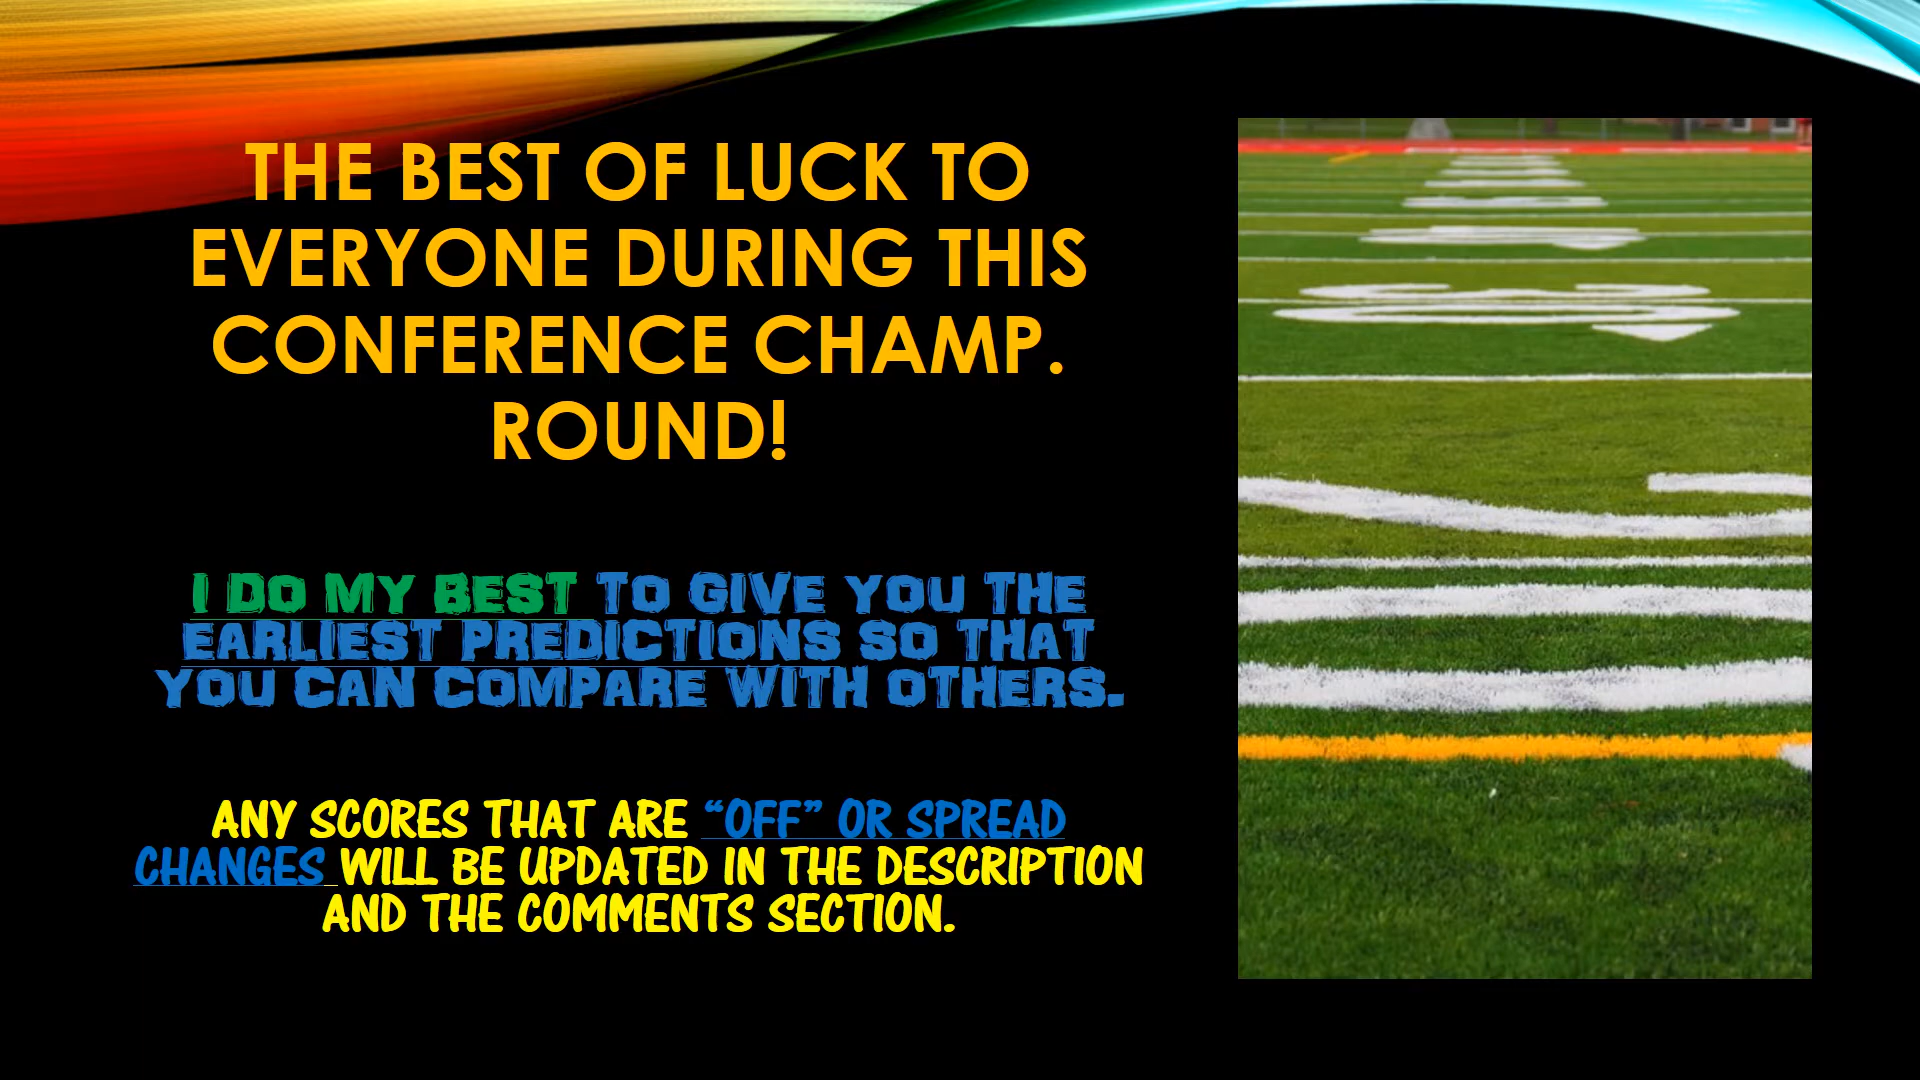 THE BEST OF LUCK TO
EVERYONE DURING THIS
CONFERENCE CHAMP.
ROUND!
I DO MY BEST TO GIVE YOU THE
EARLIEST PREDICTIONS SO THAT
YOU CAN COMPARE WITH OTHERS.
ANY SCORES THAT ARE “OFF” OR SPREAD
CHANGES WILL BE UPDATED IN THE DESCRIPTION
AND THE COMMENTS SECTION.